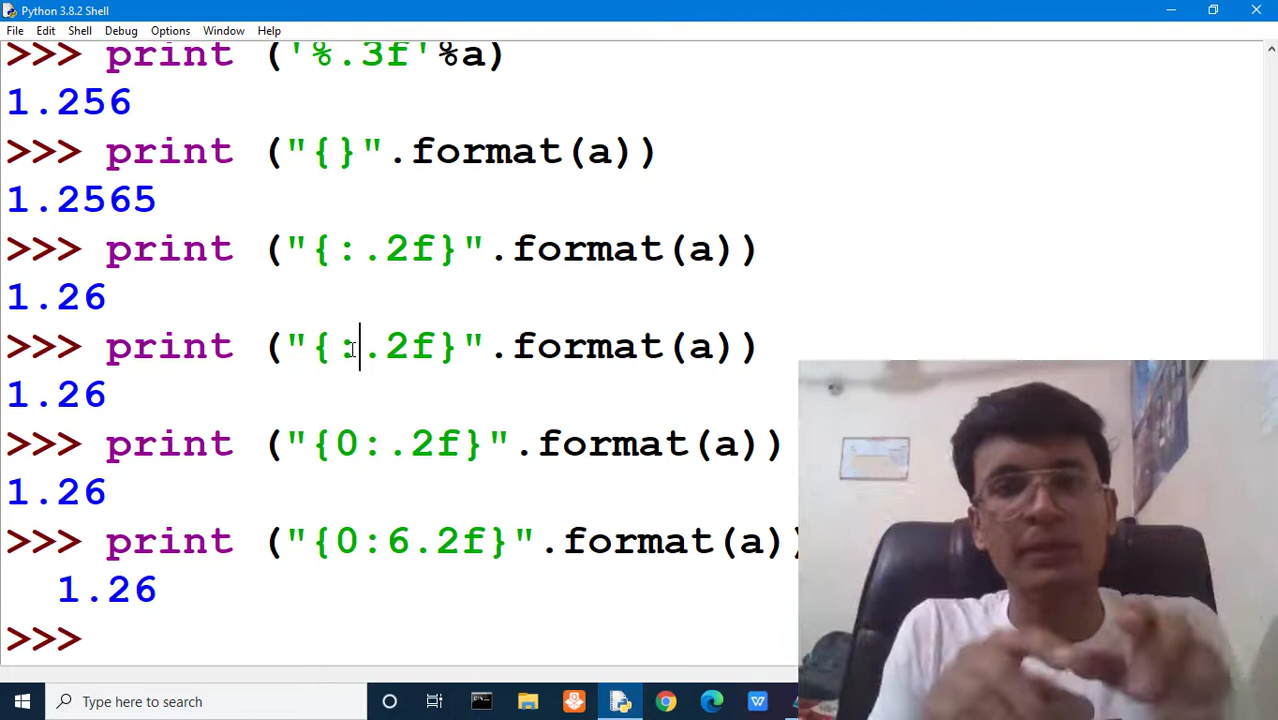 Python 3.8.2 Shell
File Edit Shell Debug Options Window Help
>>> print ('%.3f'%a)
1.256
>>> print ("{}".format(a))
1.2565
>>> print ("{:.2f}".format(a))
1.26
>>> print ("{:.2f}".format(a))
1.26
>>> print ("{0:.2f}".format(a))
1.26
>>> print ("{0:6.2f}".format(a))
  1.26
>>>
Type here to search